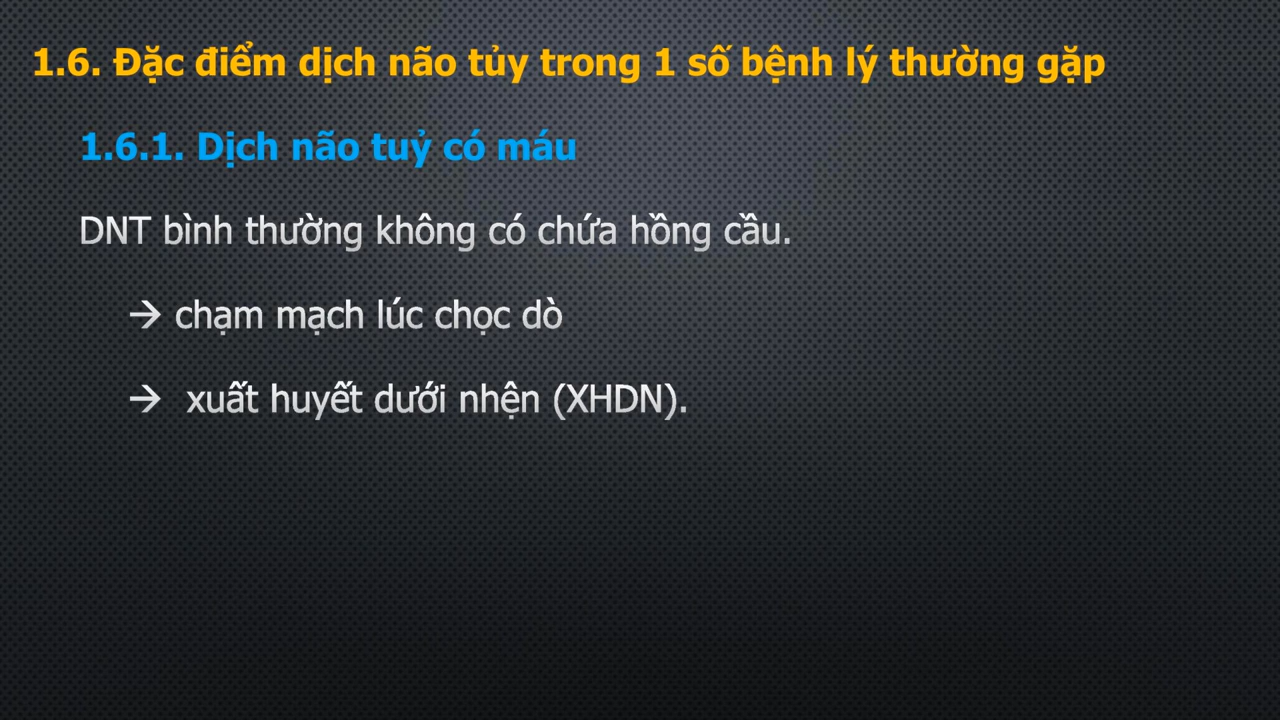 1.6. Đặc điểm dịch não tủy trong 1 số bệnh lý thường gặp
1.6.1. Dịch não tuỷ có máu
DNT bình thường không có chứa hồng cầu.
→ chạm mạch lúc chọc dò
→ xuất huyết dưới nhện (XHDN).